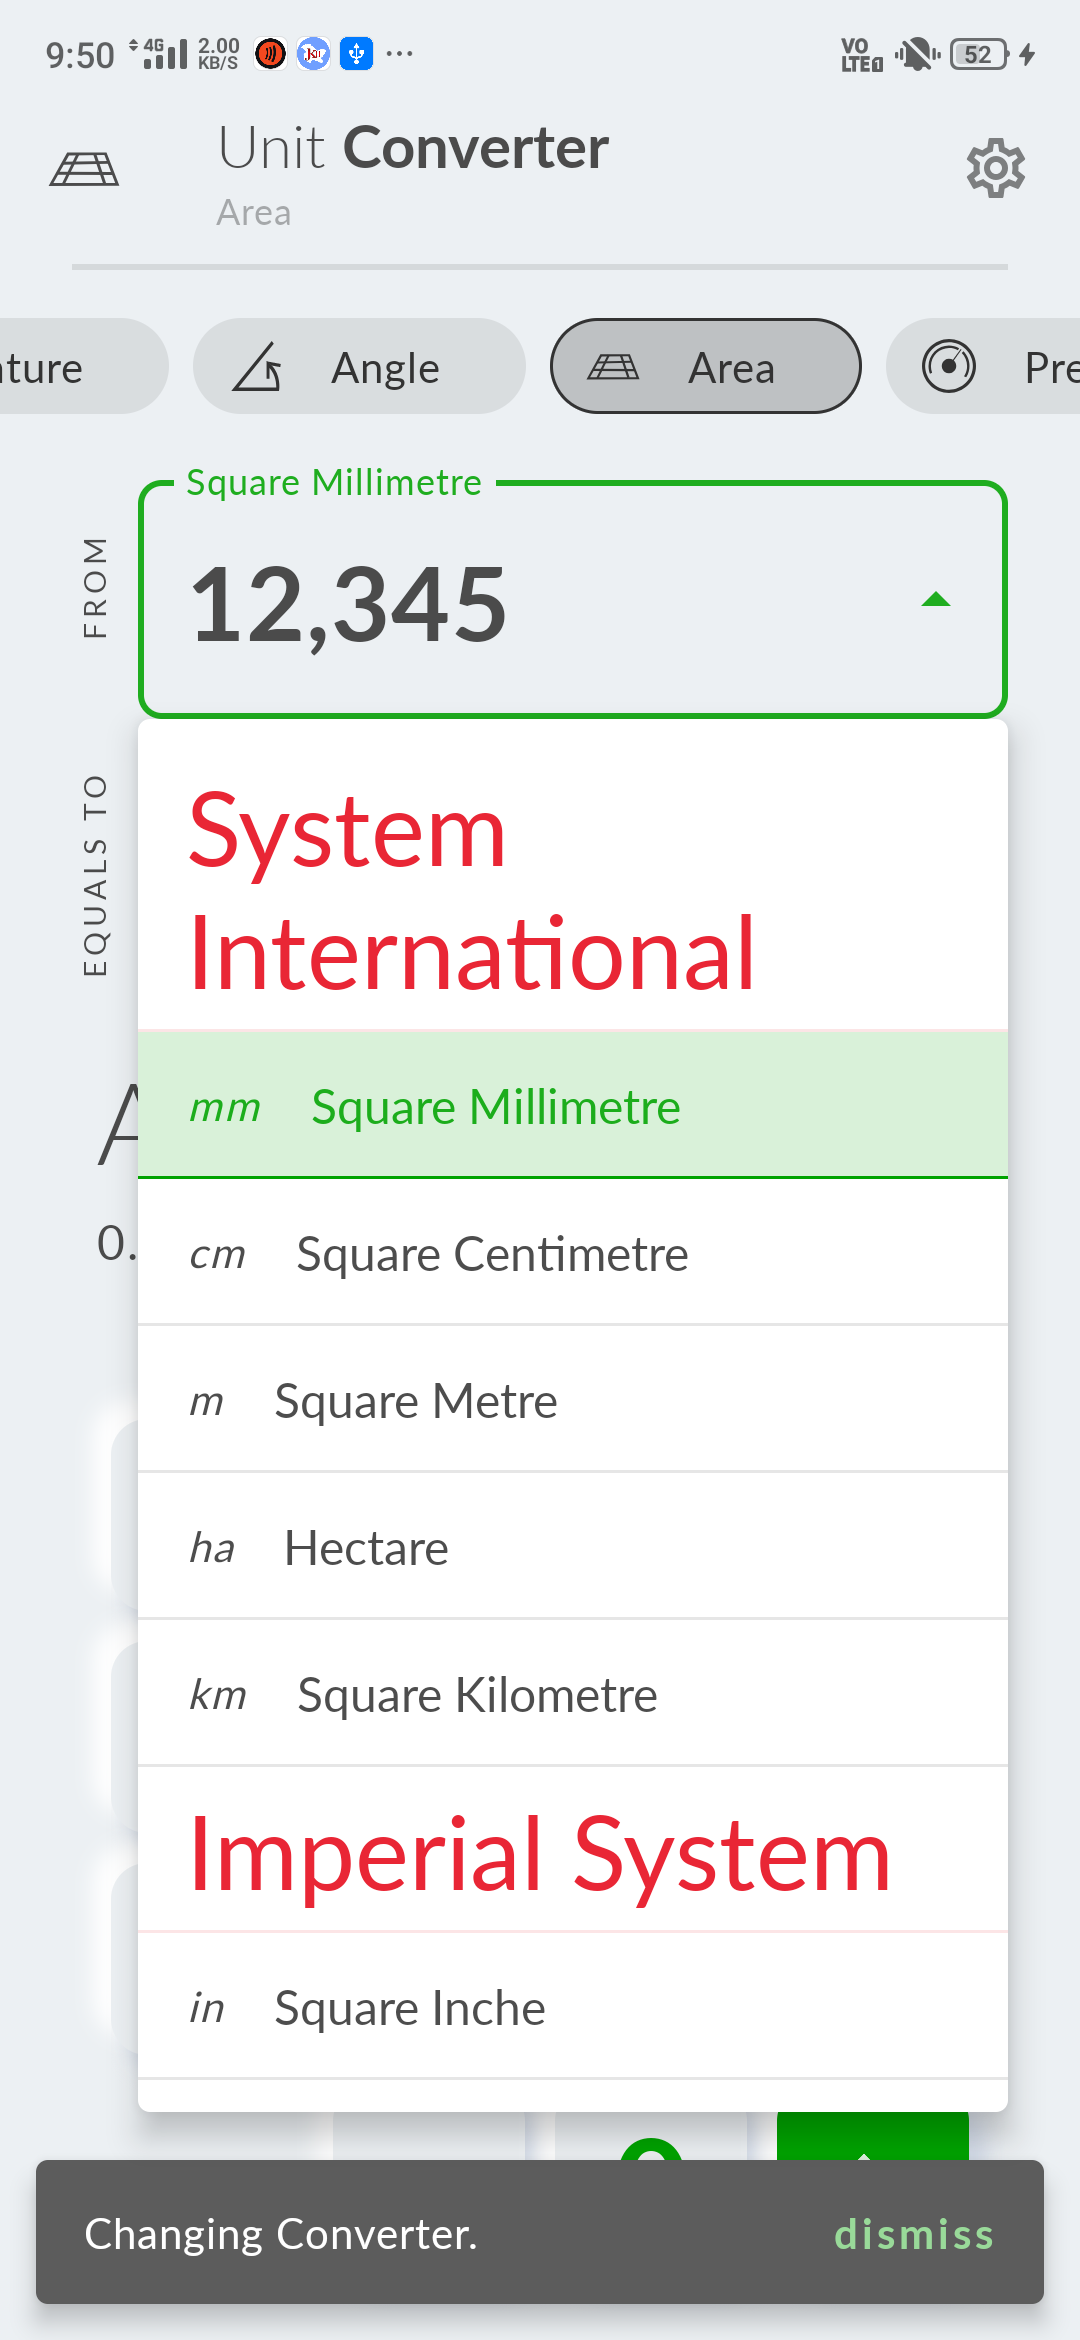 9:50 4G 2.00 KB/S VO LTE 1 52
Unit Converter
Area
ature Angle Area Pre
Square Millimetre
FROM
12,345
EQUALS TO
System
International
mm Square Millimetre
cm Square Centimetre
m Square Metre
ha Hectare
km Square Kilometre
Imperial System
in Square Inche
0.
Changing Converter.
dismiss